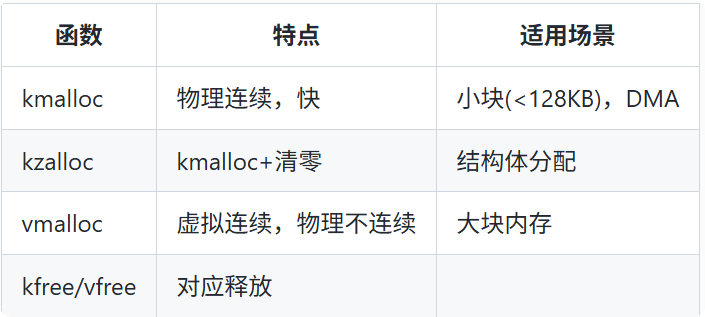 函数 特点 适用场景
kmalloc 物理连续，快 小块(<128KB)，DMA
kzalloc kmalloc+清零 结构体分配
vmalloc 虚拟连续，物理不连续 大块内存
kfree/vfree 对应释放